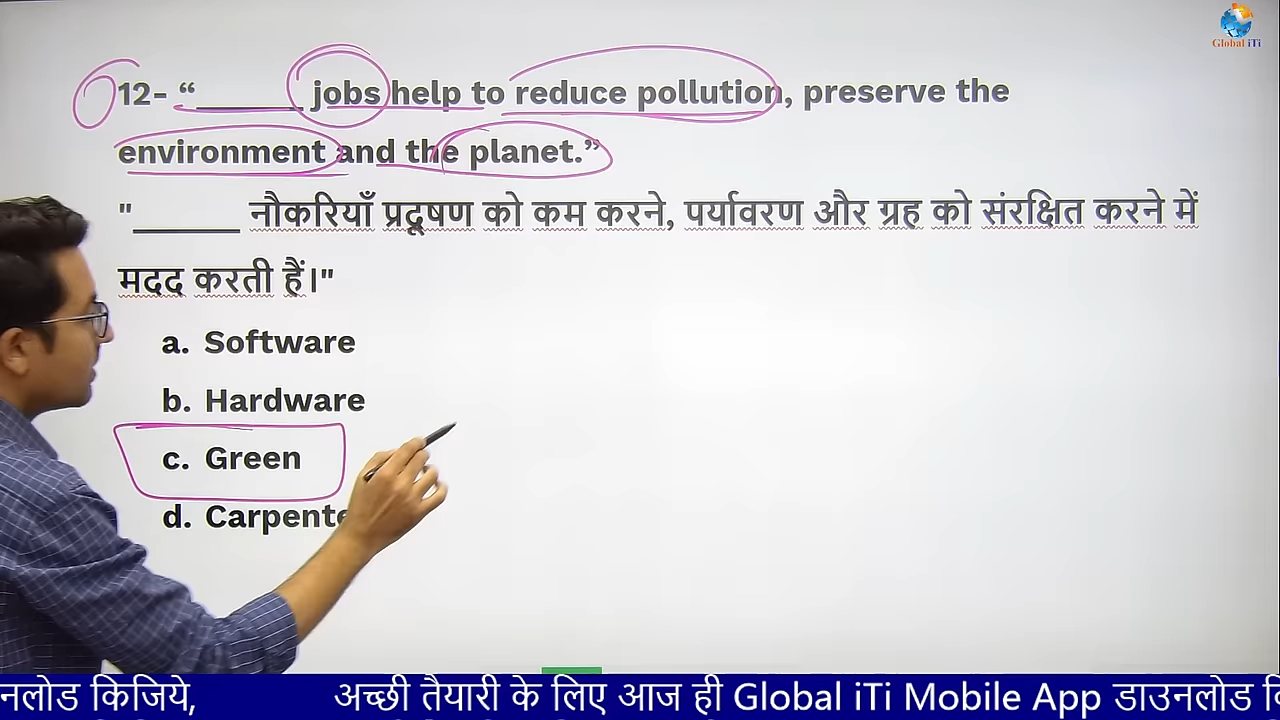 Global iTi
12- “______ jobs help to reduce pollution, preserve the
environment and the planet.”
"______ नौकरियाँ प्रदूषण को कम करने, पर्यावरण और ग्रह को संरक्षित करने में
मदद करती हैं।"
a. Software
b. Hardware
c. Green
d. Carpente
नलोड किजिये, अच्छी तैयारी के लिए आज ही Global iTi Mobile App डाउनलोड